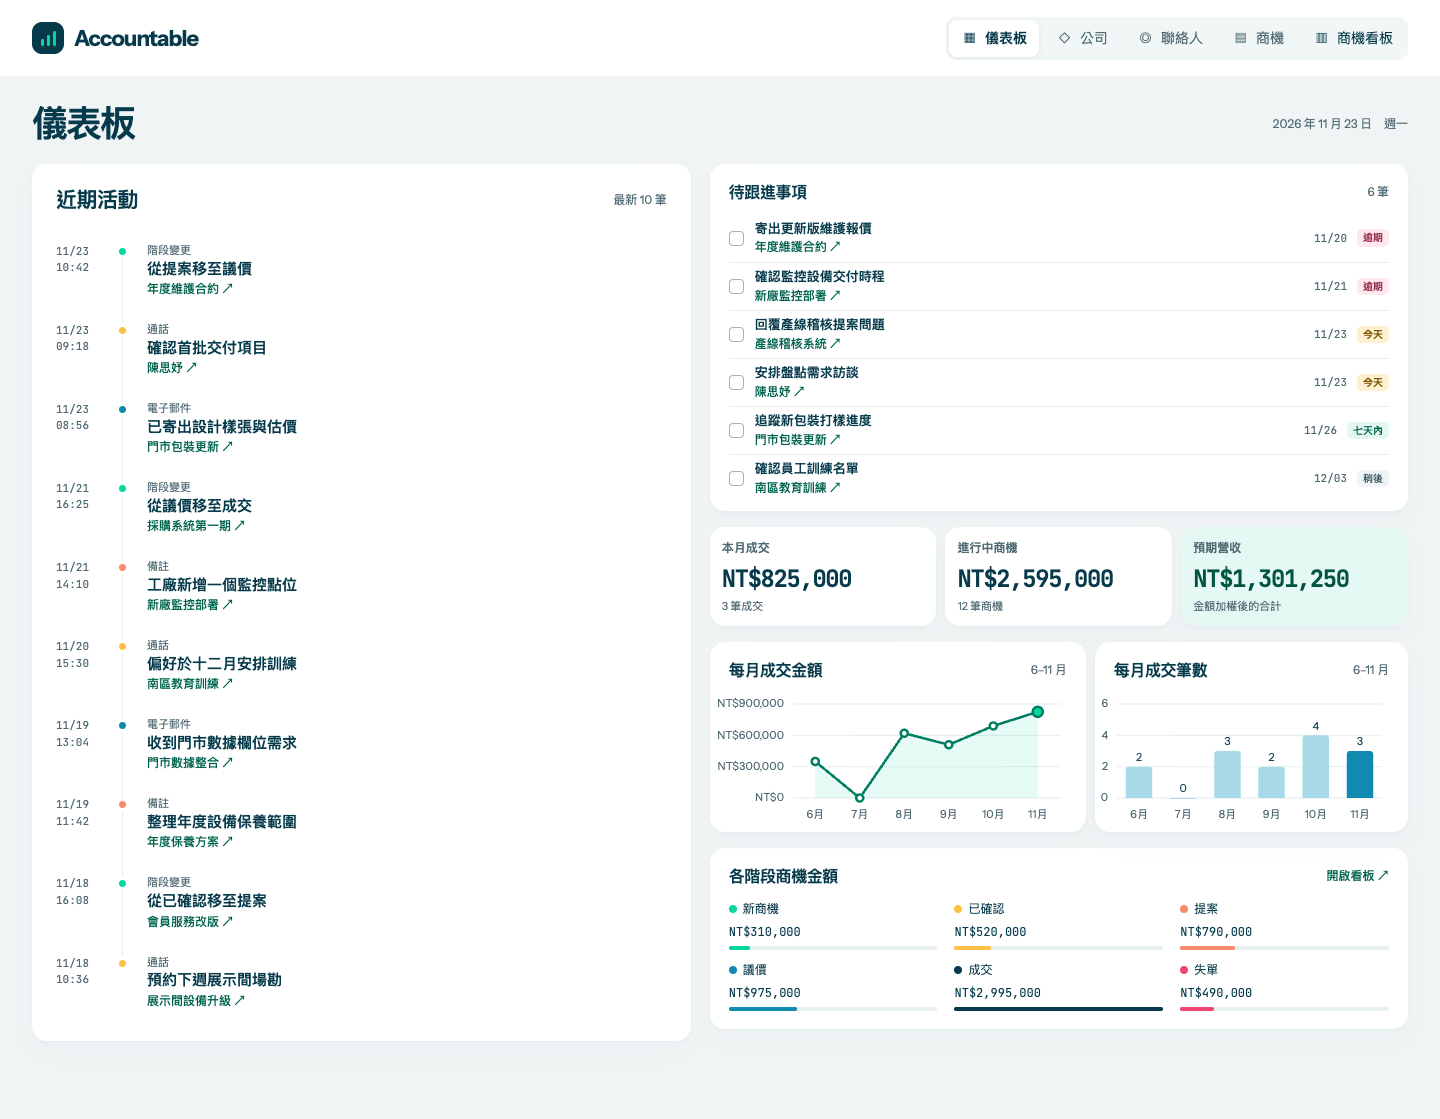 Accountable
儀表板
公司
聯絡人
商機
商機看板
儀表板
2026 年 11 月 23 日 週一
近期活動
最新 10 筆
11/23
10:42
階段變更
從提案移至議價
年度維護合約 ↗
11/23
09:18
通話
確認首批交付項目
陳思妤 ↗
11/23
08:56
電子郵件
已寄出設計樣張與估價
門市包裝更新 ↗
11/21
16:25
階段變更
從議價移至成交
採購系統第一期 ↗
11/21
14:10
備註
工廠新增一個監控點位
新廠監控部署 ↗
11/20
15:30
通話
偏好於十二月安排訓練
南區教育訓練 ↗
11/19
13:04
電子郵件
收到門市數據欄位需求
門市數據整合 ↗
11/19
11:42
備註
整理年度設備保養範圍
年度保養方案 ↗
11/18
16:08
階段變更
從已確認移至提案
會員服務改版 ↗
11/18
10:36
通話
預約下週展示間場勘
展示間設備升級 ↗
待跟進事項
6 筆
寄出更新版維護報價
年度維護合約 ↗
11/20
逾期
確認監控設備交付時程
新廠監控部署 ↗
11/21
逾期
回覆產線稽核提案問題
產線稽核系統 ↗
11/23
今天
安排盤點需求訪談
陳思妤 ↗
11/23
今天
追蹤新包裝打樣進度
門市包裝更新 ↗
11/26
七天內
確認員工訓練名單
南區教育訓練 ↗
12/03
稍後
本月成交
NT$825,000
3 筆成交
進行中商機
NT$2,595,000
12 筆商機
預期營收
NT$1,301,250
金額加權後的合計
每月成交金額
6–11 月
NT$900,000
NT$600,000
NT$300,000
NT$0
6月 7月 8月 9月 10月 11月
每月成交筆數
6–11 月
6
4
2
0
2 0 3 2 4 3
6月 7月 8月 9月 10月 11月
各階段商機金額
開啟看板 ↗
新商機
NT$310,000
已確認
NT$520,000
提案
NT$790,000
議價
NT$975,000
成交
NT$2,995,000
失單
NT$490,000